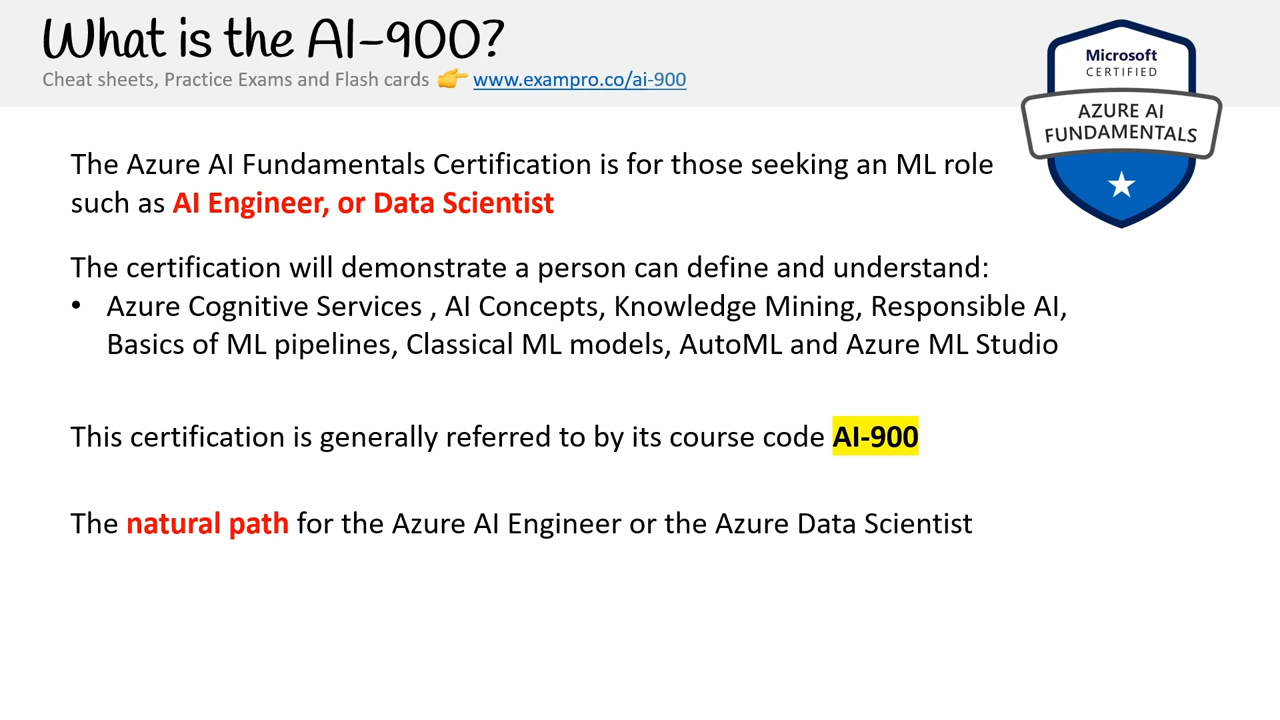 What is the AI-900?
Cheat sheets, Practice Exams and Flash cards 👉 www.exampro.co/ai-900
Microsoft
CERTIFIED
AZURE AI
FUNDAMENTALS
The Azure AI Fundamentals Certification is for those seeking an ML role
such as AI Engineer, or Data Scientist
The certification will demonstrate a person can define and understand:
• Azure Cognitive Services , AI Concepts, Knowledge Mining, Responsible AI,
Basics of ML pipelines, Classical ML models, AutoML and Azure ML Studio
This certification is generally referred to by its course code AI-900
The natural path for the Azure AI Engineer or the Azure Data Scientist